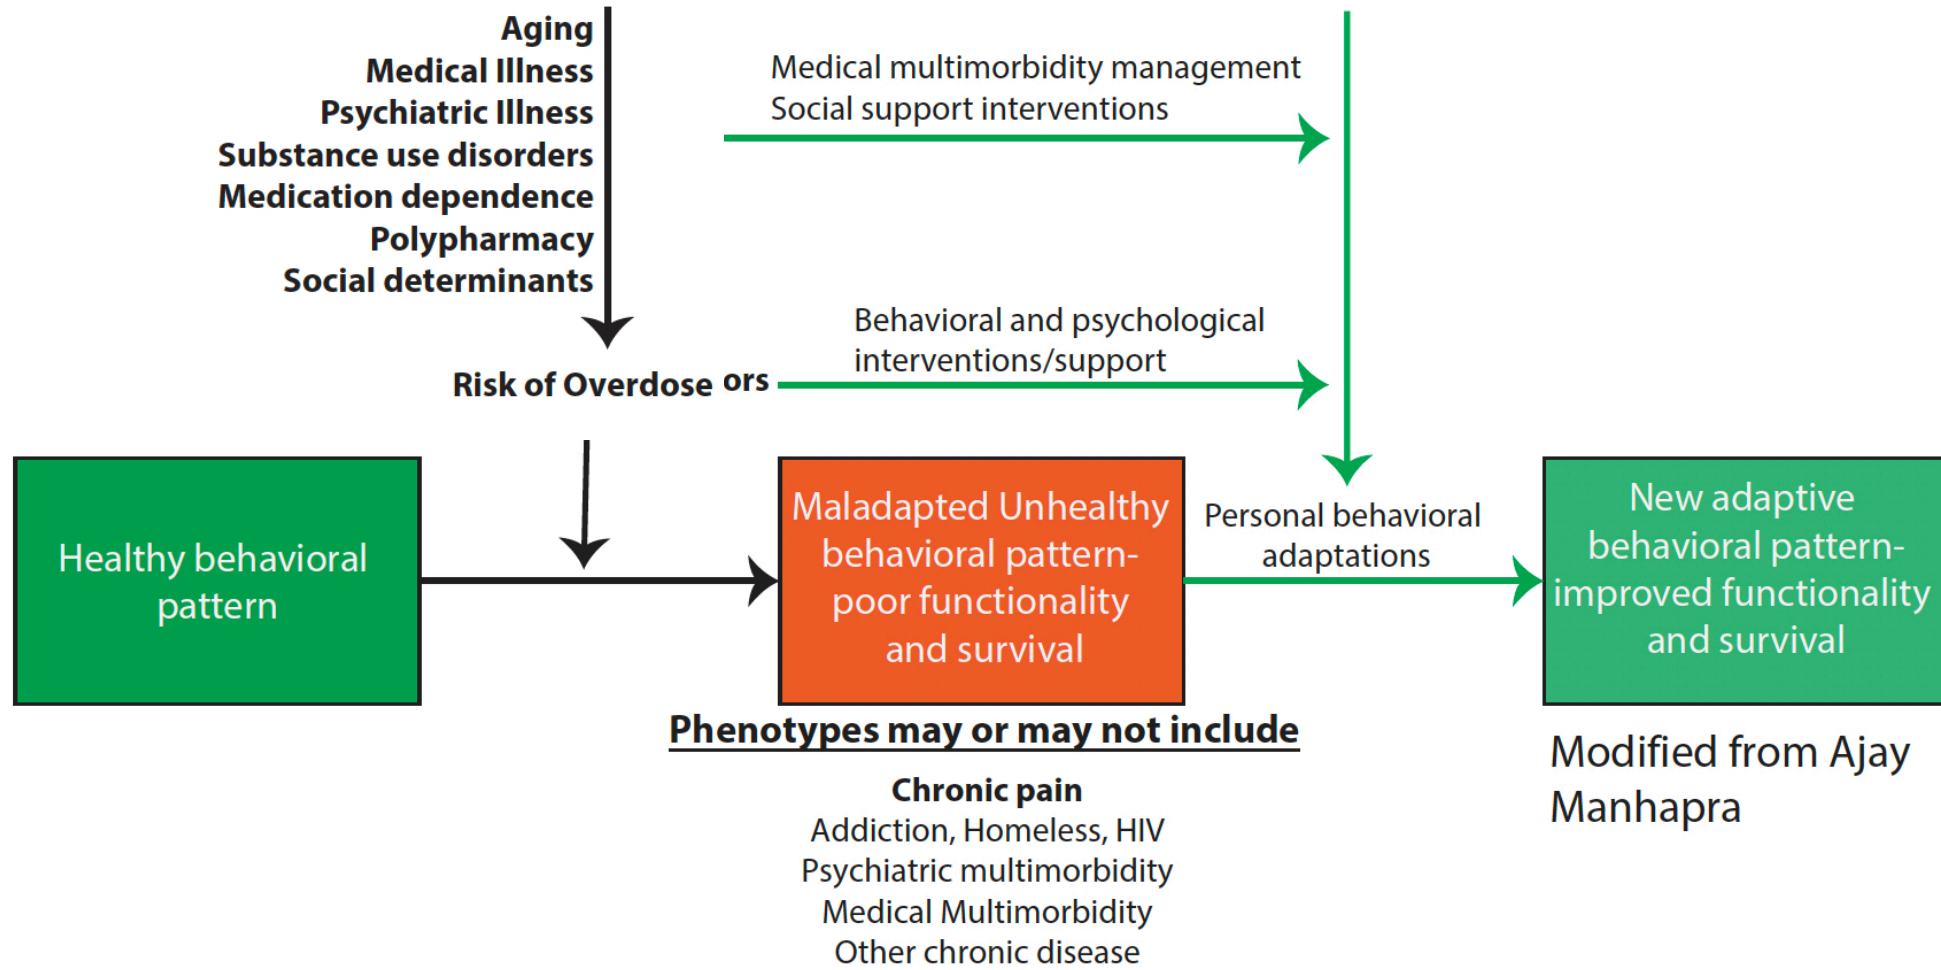 Aging
Medical Illness
Psychiatric Illness
Substance use disorders
Medication dependence
Polypharmacy
Social determinants
Medical multimorbidity management
Social support interventions
Behavioral and psychological
interventions/support
Risk of Overdose ors
Healthy behavioral
pattern
Maladapted Unhealthy
behavioral pattern-
poor functionality
and survival
Personal behavioral
adaptations
New adaptive
behavioral pattern-
improved functionality
and survival
Phenotypes may or may not include
Chronic pain
Addiction, Homeless, HIV
Psychiatric multimorbidity
Medical Multimorbidity
Other chronic disease
Modified from Ajay
Manhapra